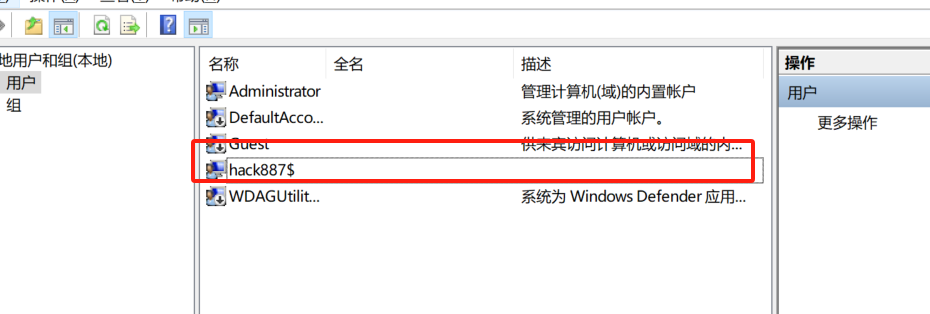 地用户和组(本地)
用户
组
名称 全名 描述
Administrator 管理计算机(域)的内置帐户
DefaultAcco... 系统管理的用户帐户。
Guest 供来宾访问计算机或访问域的内...
hack887$
WDAGUtilit... 系统为 Windows Defender 应用...
操作
用户
更多操作